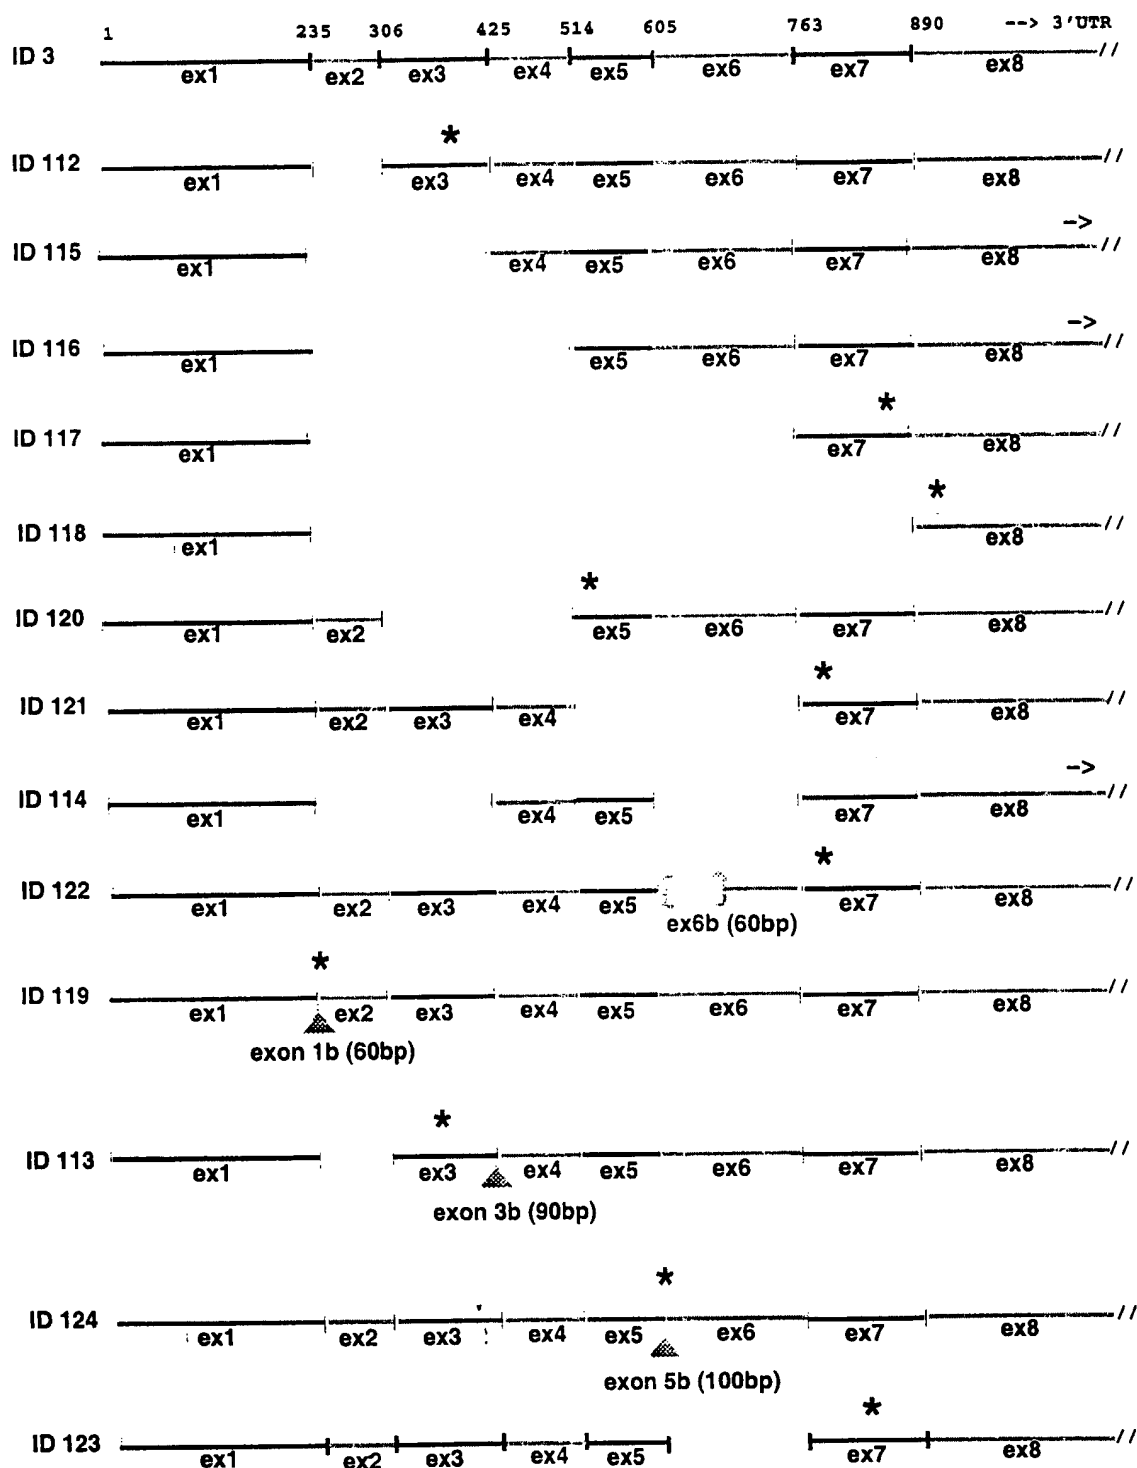 1 235 306 425 514 605 763 890 --> 3'UTR
ID 3 //
ex1 ex2 ex3 ex4 ex5 ex6 ex7 ex8
*
ID 112 //
ex1 ex3 ex4 ex5 ex6 ex7 ex8
->
ID 115 //
ex1 ex4 ex5 ex6 ex7 ex8
->
ID 116 //
ex1 ex5 ex6 ex7 ex8
*
ID 117 //
ex1 ex7 ex8
*
ID 118 //
ex1 ex8
*
ID 120 //
ex1 ex2 ex5 ex6 ex7 ex8
*
ID 121 //
ex1 ex2 ex3 ex4 ex7 ex8
->
ID 114 //
ex1 ex4 ex5 ex7 ex8
*
ID 122 //
ex1 ex2 ex3 ex4 ex5 ex7 ex8
ex6b (60bp)
*
ID 119 //
ex1 ex2 ex3 ex4 ex5 ex6 ex7 ex8
exon 1b (60bp)
*
ID 113 //
ex1 ex3 ex4 ex5 ex6 ex7 ex8
exon 3b (90bp)
*
ID 124 //
ex1 ex2 ex3 ex4 ex5 ex6 ex7 ex8
exon 5b (100bp)
*
ID 123 //
ex1 ex2 ex3 ex4 ex5 ex7 ex8